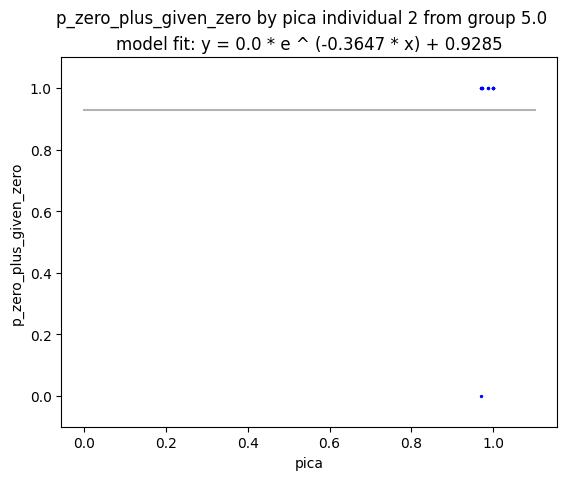 p_zero_plus_given_zero by pica individual 2 from group 5.0
model fit: y = 0.0 * e ^ (-0.3647 * x) + 0.9285
1.0
0.8
0.6
0.4
0.2
0.0
p_zero_plus_given_zero
0.0 0.2 0.4 0.6 0.8 1.0
pica